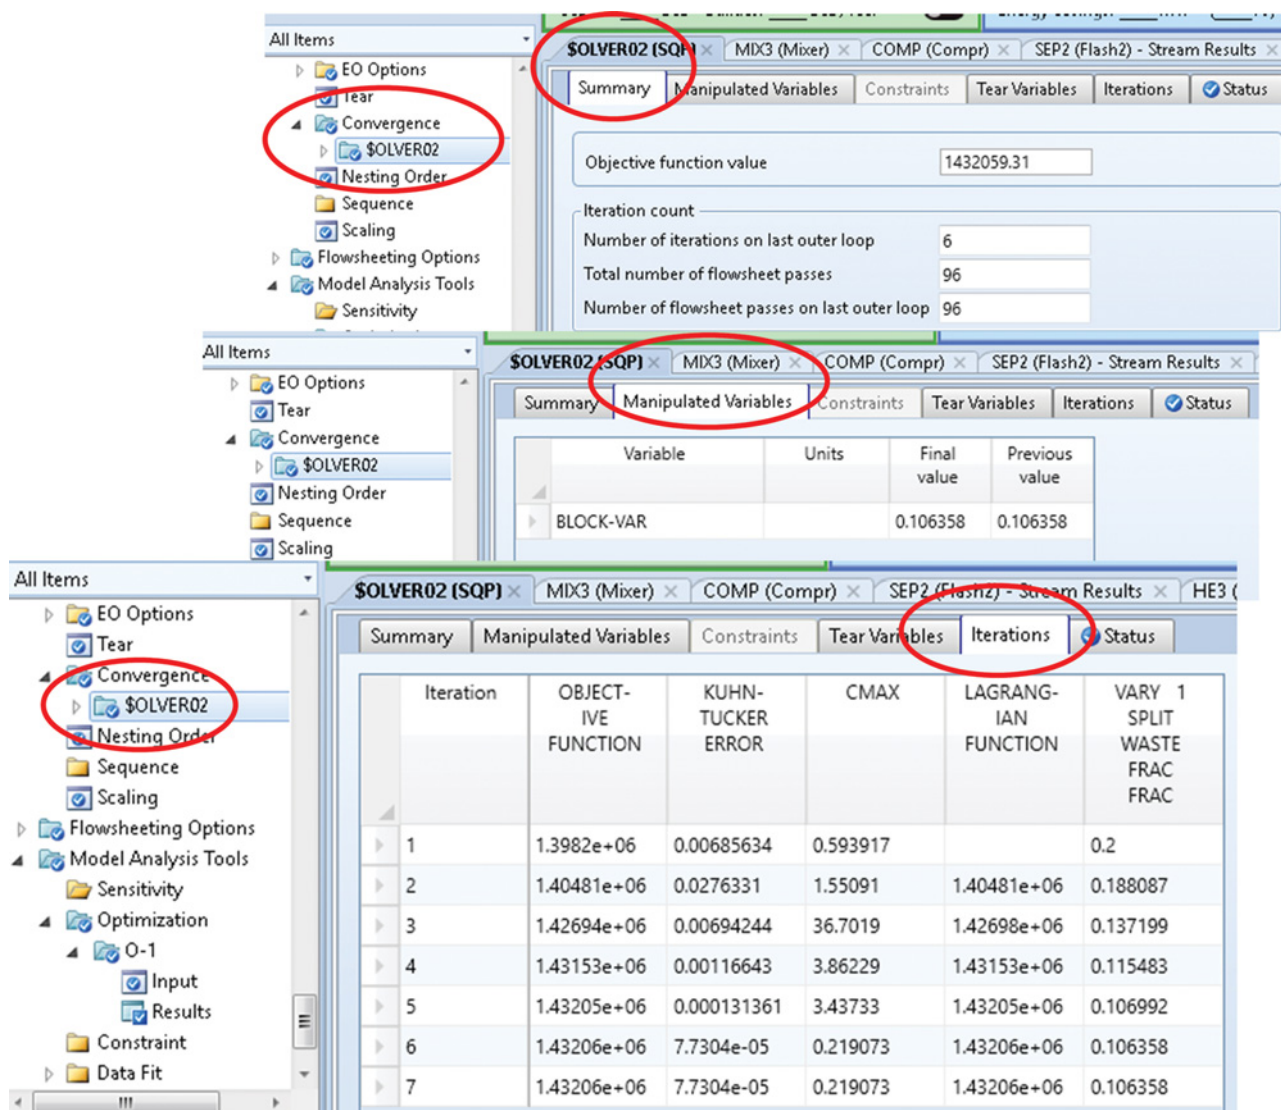 All Items
EO Options
Tear
Convergence
$OLVER02
Nesting Order
Sequence
Scaling
Flowsheeting Options
Model Analysis Tools
Sensitivity
$OLVER02 (SQP) MIX3 (Mixer) COMP (Compr) SEP2 (Flash2) - Stream Results
Summary Manipulated Variables Constraints Tear Variables Iterations Status
Objective function value 1432059.31
Iteration count
Number of iterations on last outer loop 6
Total number of flowsheet passes 96
Number of flowsheet passes on last outer loop 96
All Items
EO Options
Tear
Convergence
$OLVER02
Nesting Order
Sequence
Scaling
$OLVER02 (SQP) MIX3 (Mixer) COMP (Compr) SEP2 (Flash2) - Stream Results
Summary Manipulated Variables Constraints Tear Variables Iterations Status
Variable Units Final value Previous value
BLOCK-VAR 0.106358 0.106358
All Items
EO Options
Tear
Convergence
$OLVER02
Nesting Order
Sequence
Scaling
Flowsheeting Options
Model Analysis Tools
Sensitivity
Optimization
O-1
Input
Results
Constraint
Data Fit
$OLVER02 (SQP) MIX3 (Mixer) COMP (Compr) SEP2 (Flash2) - Stream Results HE3 (
Summary Manipulated Variables Constraints Tear Variables Iterations Status
Iteration OBJECT- KUHN- CMAX LAGRANG- VARY 1
IVE TUCKER IAN SPLIT
FUNCTION ERROR FUNCTION WASTE
FRAC
FRAC
1 1.3982e+06 0.00685634 0.593917 0.2
2 1.40481e+06 0.0276331 1.55091 1.40481e+06 0.188087
3 1.42694e+06 0.00694244 36.7019 1.42698e+06 0.137199
4 1.43153e+06 0.00116643 3.86229 1.43153e+06 0.115483
5 1.43205e+06 0.000131361 3.43733 1.43205e+06 0.106992
6 1.43206e+06 7.7304e-05 0.219073 1.43206e+06 0.106358
7 1.43206e+06 7.7304e-05 0.219073 1.43206e+06 0.106358